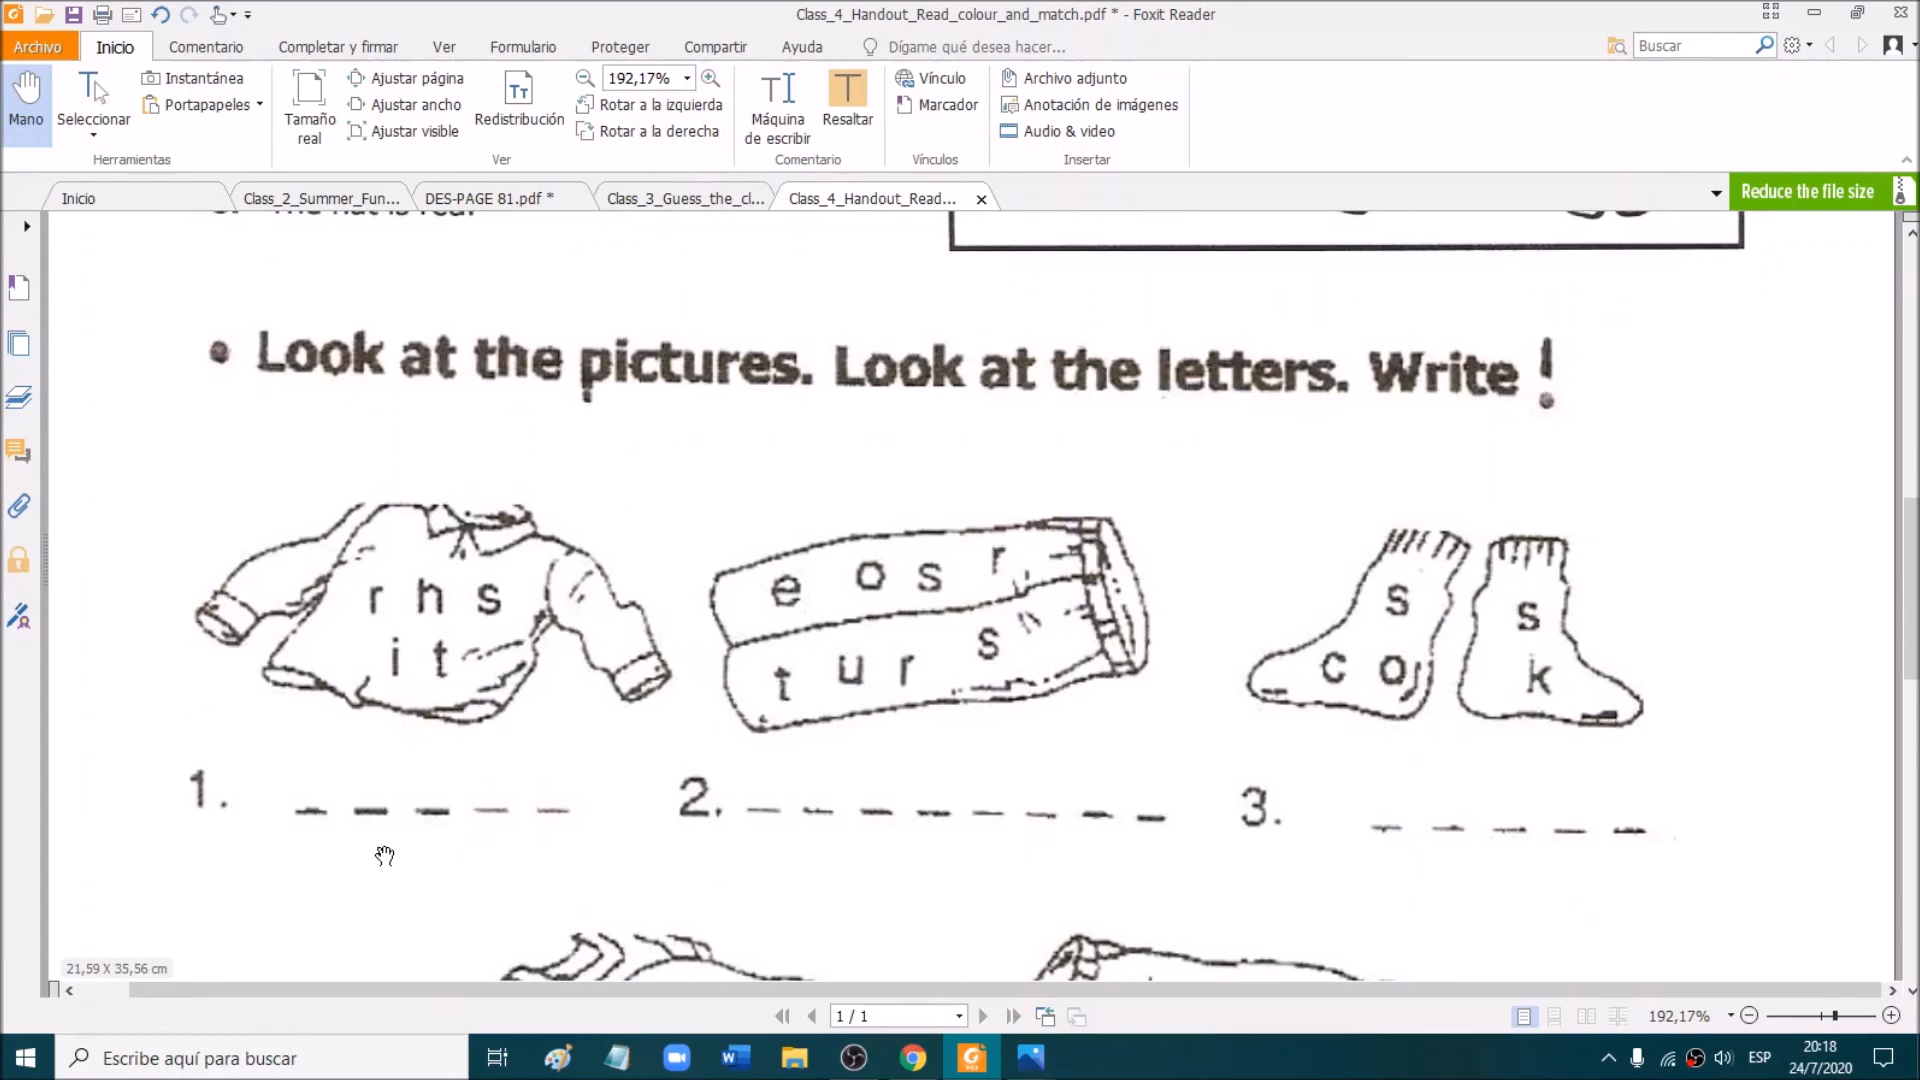 Class_4_Handout_Read_colour_and_match.pdf * - Foxit Reader
Archivo Inicio Comentario Completar y firmar Ver Formulario Proteger Compartir Ayuda Dígame qué desea hacer... Buscar
Mano
Seleccionar
Instantánea
Portapapeles
Herramientas
Tamaño real
Ajustar página
Ajustar ancho
Ajustar visible
Redistribución
192,17%
Rotar a la izquierda
Rotar a la derecha
Ver
Máquina de escribir
Resaltar
Comentario
Vínculo
Marcador
Vínculos
Archivo adjunto
Anotación de imágenes
Audio & video
Insertar
Inicio Class_2_Summer_Fun,... DES-PAGE 81.pdf * Class_3_Guess_the_cl... Class_4_Handout_Read... Reduce the file size
• Look at the pictures. Look at the letters. Write !
r h s
i t
e o s r
t u r s
s
c o
s
k
1. _ _ _ _ _
2. _ _ _ _ _ _ _ _
3. _ _ _ _ _
21,59 X 35,56 cm
1 / 1
192,17%
Escribe aquí para buscar
ESP
20:18
24/7/2020